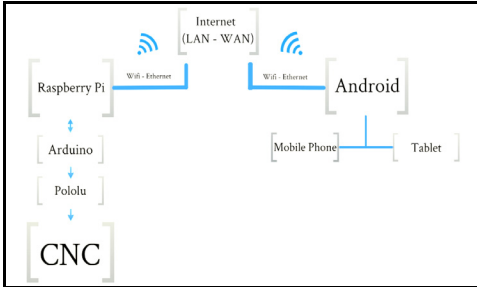 Internet
(LAN - WAN)
Wifi - Ethernet
Wifi - Ethernet
Raspberry Pi
Android
Arduino
Mobile Phone
Tablet
Pololu
CNC